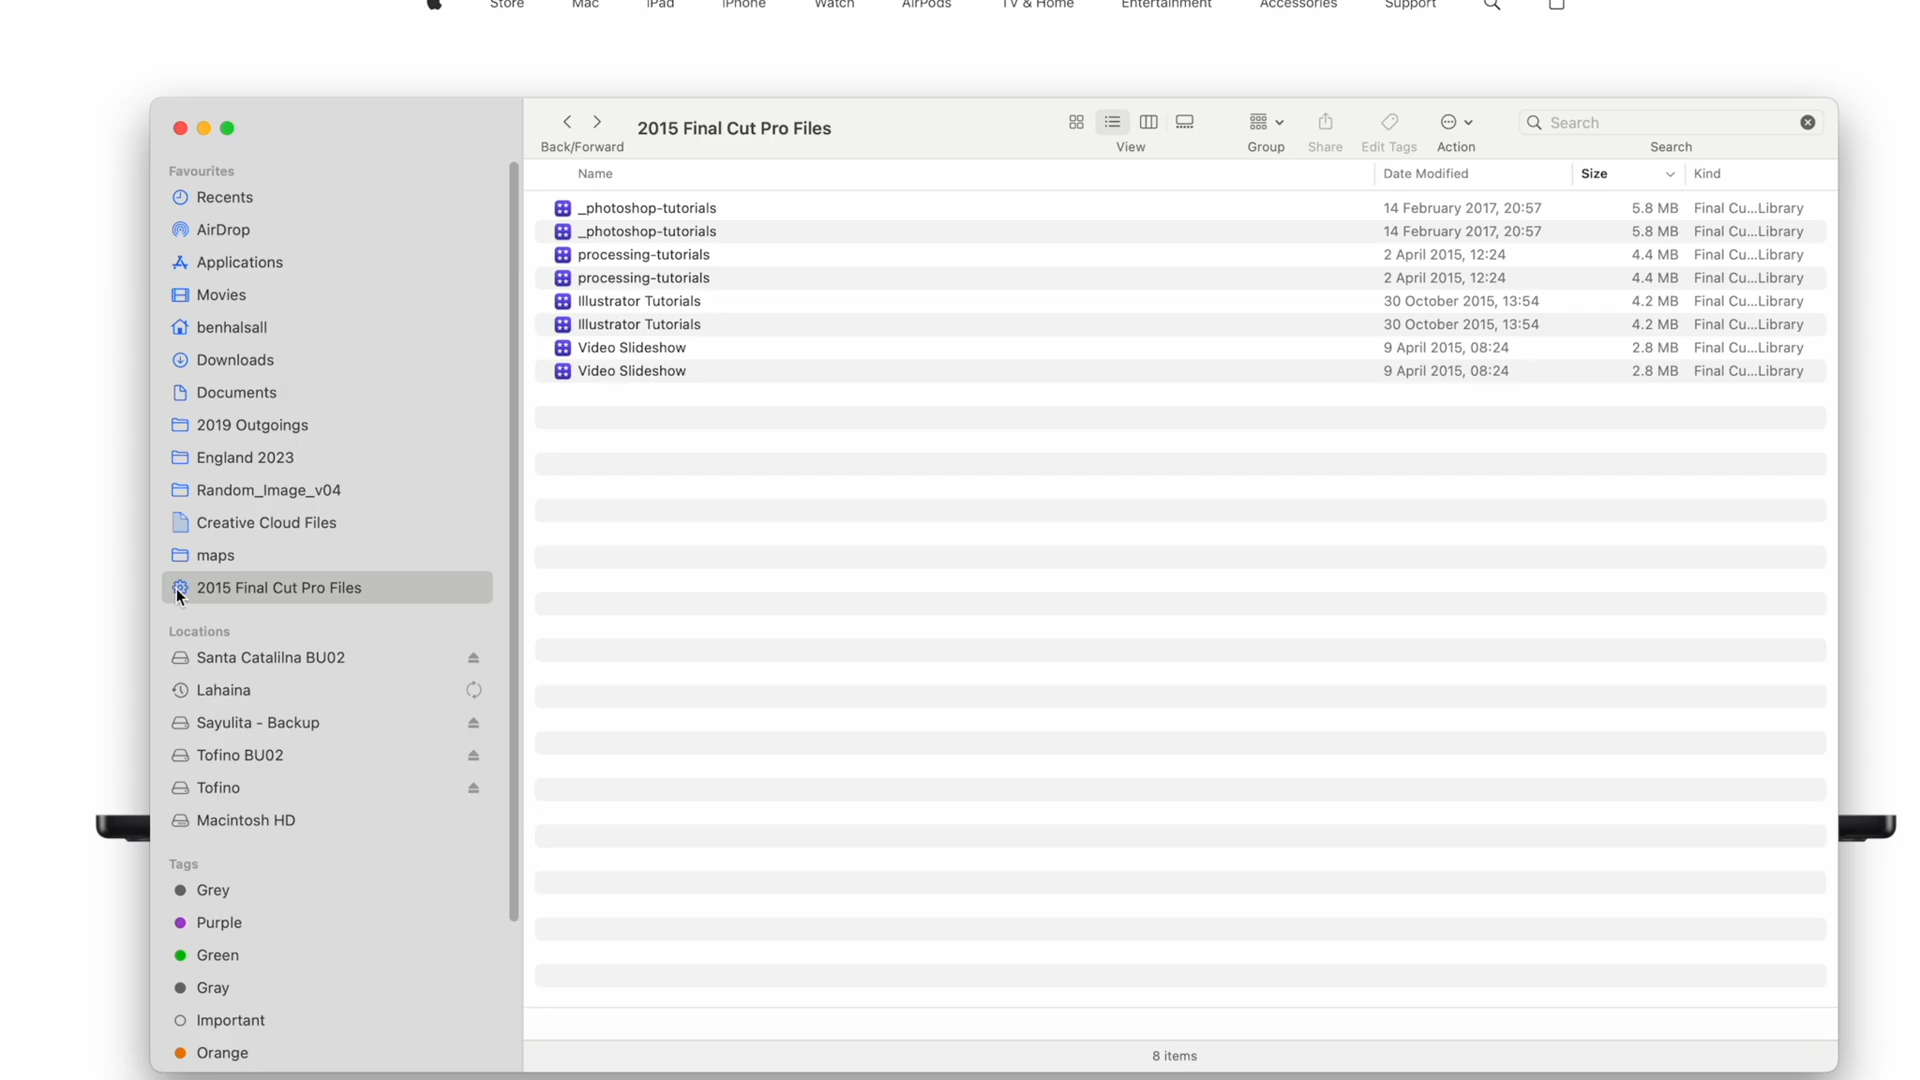 Store Mac iPad iPhone Watch AirPods TV & Home Entertainment Accessories Support
2015 Final Cut Pro Files
Search
Back/Forward View Group Share Edit Tags Action Search
Favourites
Recents
AirDrop
Applications
Movies
benhalsall
Downloads
Documents
2019 Outgoings
England 2023
Random_Image_v04
Creative Cloud Files
maps
2015 Final Cut Pro Files
Locations
Santa Catalilna BU02
Lahaina
Sayulita - Backup
Tofino BU02
Tofino
Macintosh HD
Tags
Grey
Purple
Green
Gray
Important
Orange
Name Date Modified Size Kind
_photoshop-tutorials 14 February 2017, 20:57 5.8 MB Final Cu...Library
_photoshop-tutorials 14 February 2017, 20:57 5.8 MB Final Cu...Library
processing-tutorials 2 April 2015, 12:24 4.4 MB Final Cu...Library
processing-tutorials 2 April 2015, 12:24 4.4 MB Final Cu...Library
Illustrator Tutorials 30 October 2015, 13:54 4.2 MB Final Cu...Library
Illustrator Tutorials 30 October 2015, 13:54 4.2 MB Final Cu...Library
Video Slideshow 9 April 2015, 08:24 2.8 MB Final Cu...Library
Video Slideshow 9 April 2015, 08:24 2.8 MB Final Cu...Library
8 items